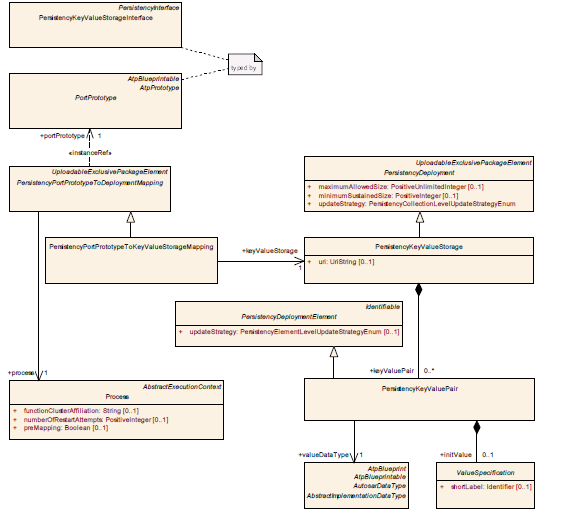 PersistencyInterface
PersistencyKeyValueStorageInterface
typed by
AtpBlueprintable
AtpPrototype
PortPrototype
+portPrototype 1
«instanceRef»
UploadableExclusivePackageElement
PersistencyPortPrototypeToDeploymentMapping
UploadableExclusivePackageElement
PersistencyDeployment
+ maximumAllowedSize: PositiveUnlimitedInteger [0..1]
+ minimumSustainedSize: PositiveInteger [0..1]
+ updateStrategy: PersistencyCollectionLevelUpdateStrategyEnum
PersistencyPortPrototypeToKeyValueStorageMapping
+keyValueStorage
1
PersistencyKeyValueStorage
+ uri: UriString [0..1]
Identifiable
PersistencyDeploymentElement
+ updateStrategy: PersistencyElementLevelUpdateStrategyEnum [0..1]
+process 1
+keyValuePair 0..*
AbstractExecutionContext
Process
+ functionClusterAffiliation: String [0..1]
+ numberOfRestartAttempts: PositiveInteger [0..1]
+ preMapping: Boolean [0..1]
PersistencyKeyValuePair
+valueDataType 1
+initValue 0..1
AtpBlueprint
AtpBlueprintable
AutosarDataType
AbstractImplementationDataType
ValueSpecification
+ shortLabel: Identifier [0..1]